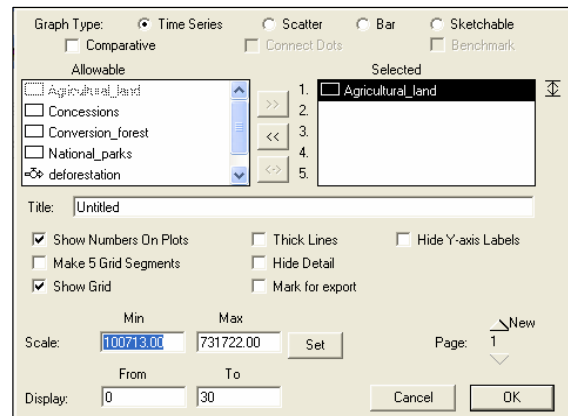 Graph Type: Time Series Scatter Bar Sketchable
Comparative Connect Dots Benchmark
Allowable Selected
Agricultural_land >> 1. Agricultural_land
Concessions 2.
Conversion_forest << 3.
National_parks 4.
deforestation <-> 5.
Title: Untitled
Show Numbers On Plots Thick Lines Hide Y-axis Labels
Make 5 Grid Segments Hide Detail
Show Grid Mark for export
Min Max
Scale: 100713.00 731722.00 Set Page: 1 New
From To
Display: 0 30 Cancel OK